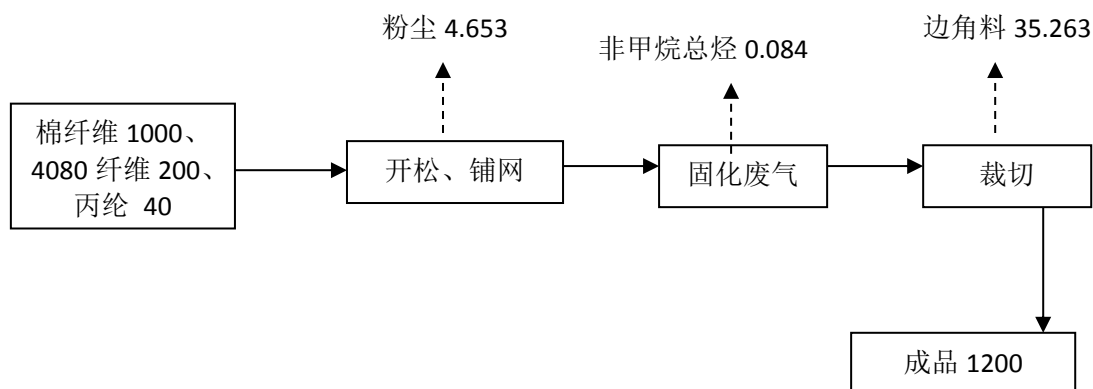 粉尘 4.653
非甲烷总烃 0.084
边角料 35.263
棉纤维 1000、
4080 纤维 200、
丙纶 40
开松、铺网
固化废气
裁切
成品 1200